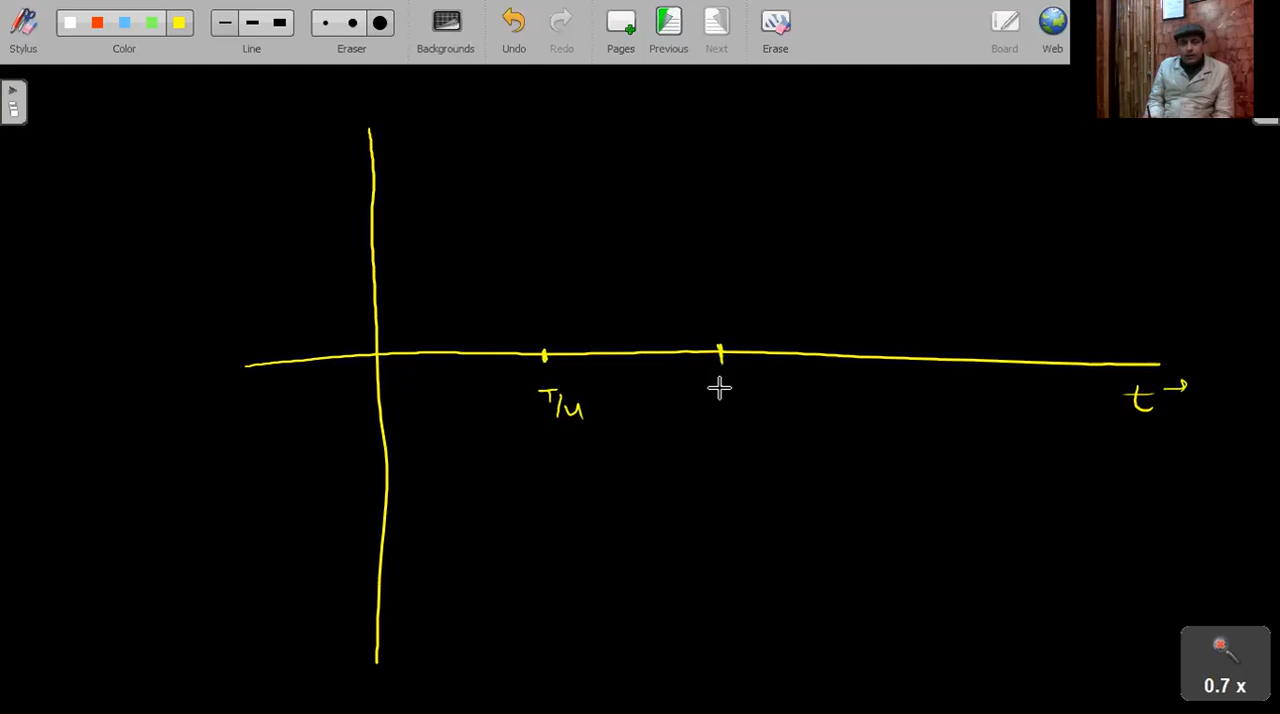 Stylus Color Line Eraser Backgrounds Undo Redo Pages Previous Next Erase Board Web
T/4
t →
0.7 x